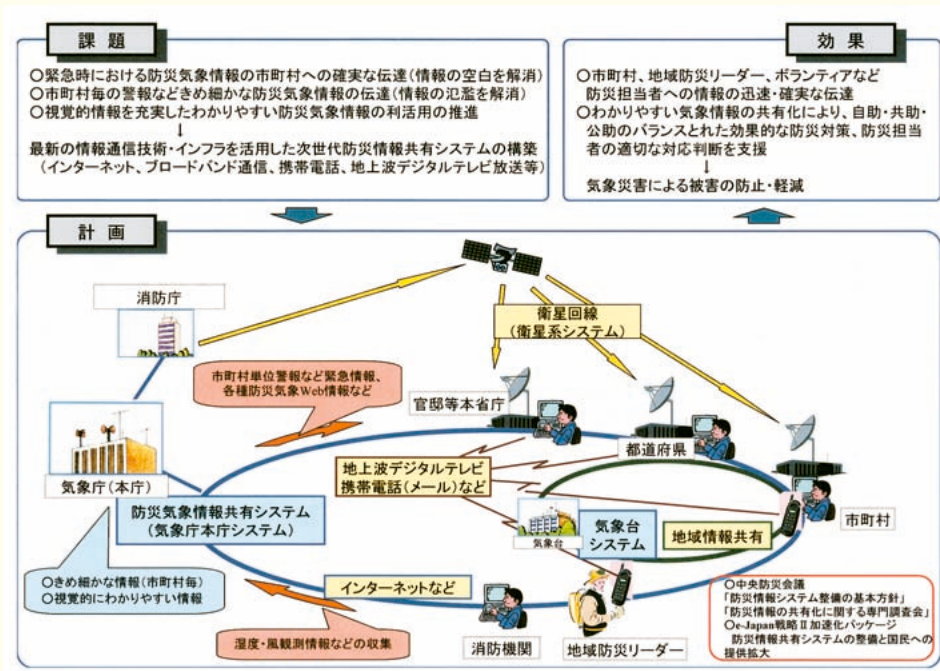 課題
○緊急時における防災気象情報の市町村への確実な伝達(情報の空白を解消)
○市町村毎の警報などきめ細かな防災気象情報の伝達(情報の氾濫を解消)
○視覚的情報を充実したわかりやすい防災気象情報の利活用の推進
↓
最新の情報通信技術・インフラを活用した次世代防災情報共有システムの構築
(インターネット、ブロードバンド通信、携帯電話、地上波デジタルテレビ放送等)
効果
○市町村、地域防災リーダー、ボランティアなど
防災担当者への情報の迅速・確実な伝達
○わかりやすい気象情報の共有化により、自助・共助・
公助のバランスとれた効果的な防災対策、防災担当
者の適切な対応判断を支援
↓
気象災害による被害の防止・軽減
計画
消防庁
衛星回線
(衛星系システム)
市町村単位警報など緊急情報、
各種防災気象Web情報など
官邸等本省庁
都道府県
気象庁(本庁)
地上波デジタルテレビ
携帯電話(メール)など
防災気象情報共有システム
(気象庁本庁システム)
気象台
気象台
システム
地域情報共有
市町村
○きめ細かな情報(市町村毎)
○視覚的にわかりやすい情報
インターネットなど
湿度・風観測情報などの収集
消防機関
地域防災リーダー
○中央防災会議
「防災情報システム整備の基本方針」
「防災情報の共有化に関する専門調査会」
○e-Japan戦略Ⅱ加速化パッケージ
防災情報共有システムの整備と国民への
提供拡大